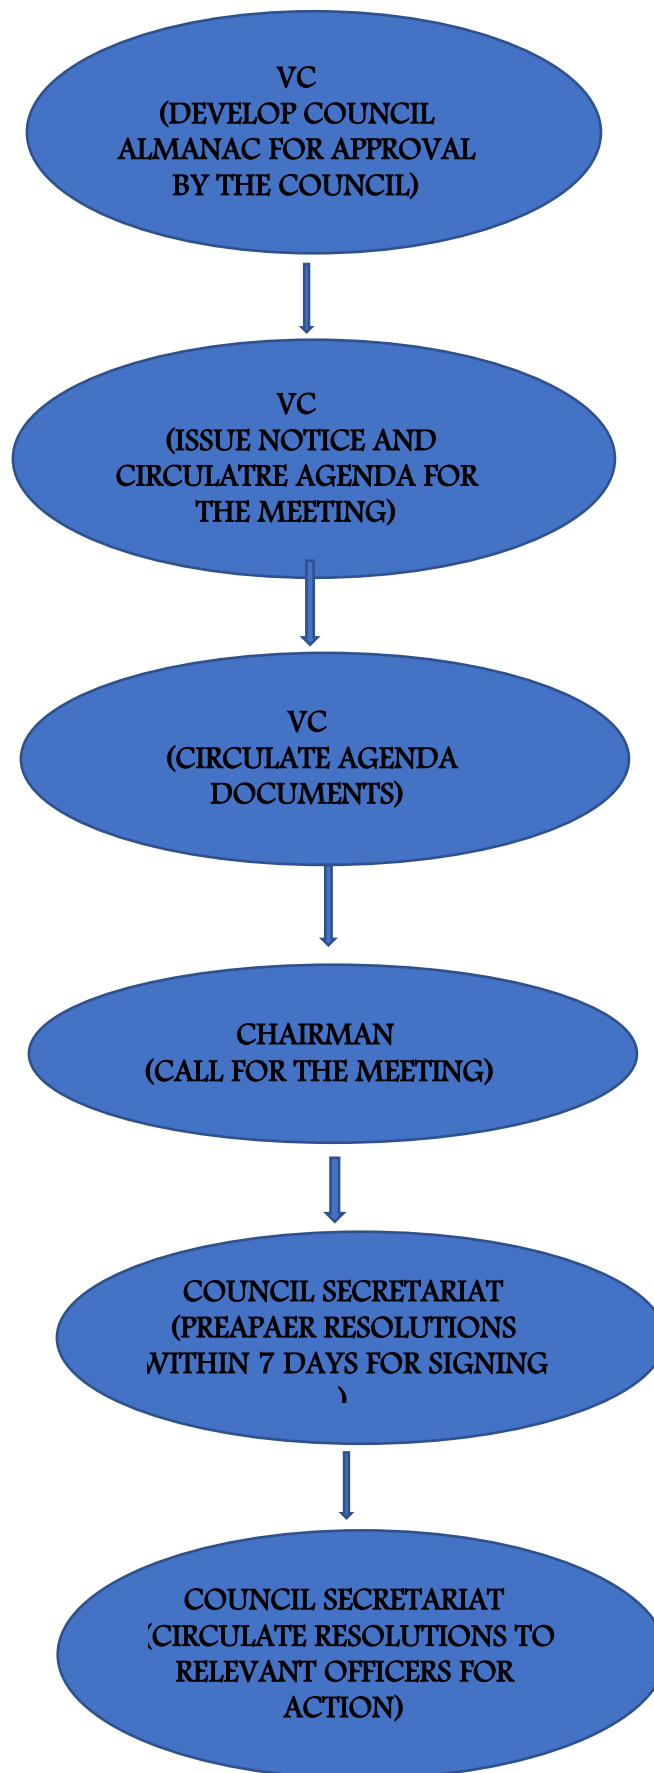 VC
(DEVELOP COUNCIL
ALMANAC FOR APPROVAL
BY THE COUNCIL)
VC
(ISSUE NOTICE AND
CIRCULATRE AGENDA FOR
THE MEETING)
VC
(CIRCULATE AGENDA
DOCUMENTS)
CHAIRMAN
(CALL FOR THE MEETING)
COUNCIL SECRETARIAT
(PREAPAER RESOLUTIONS
WITHIN 7 DAYS FOR SIGNING
)
COUNCIL SECRETARIAT
(CIRCULATE RESOLUTIONS TO
RELEVANT OFFICERS FOR
ACTION)